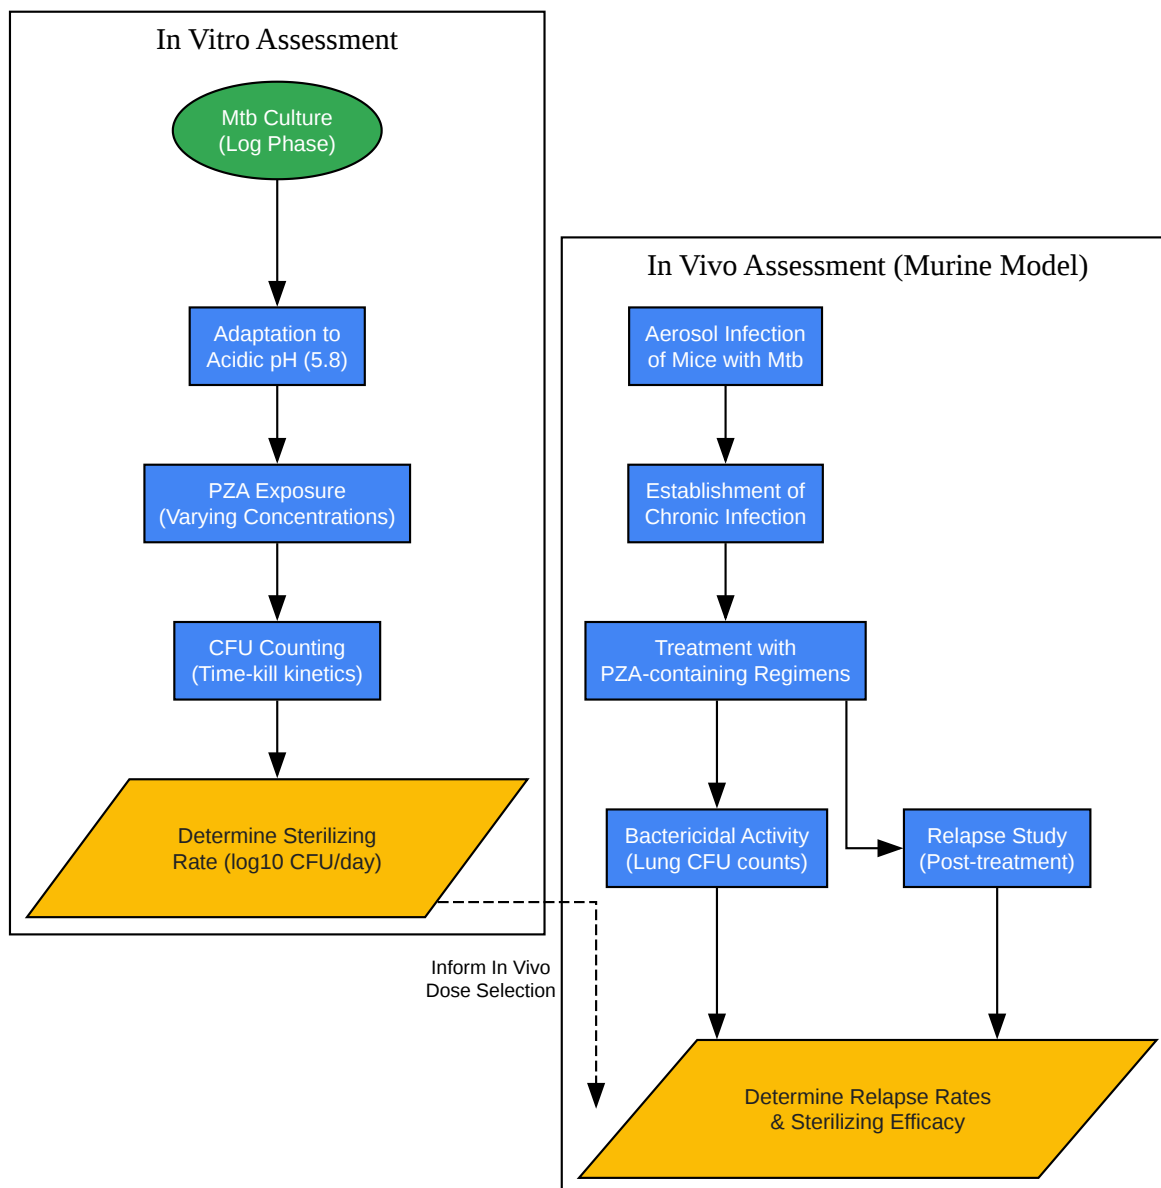 In Vitro Assessment
Mtb Culture
(Log Phase)
Adaptation to
Acidic pH (5.8)
PZA Exposure
(Varying Concentrations)
CFU Counting
(Time-kill kinetics)
Determine Sterilizing
Rate (log10 CFU/day)
Inform In Vivo
Dose Selection
In Vivo Assessment (Murine Model)
Aerosol Infection
of Mice with Mtb
Establishment of
Chronic Infection
Treatment with
PZA-containing Regimens
Bactericidal Activity
(Lung CFU counts)
Relapse Study
(Post-treatment)
Determine Relapse Rates
& Sterilizing Efficacy